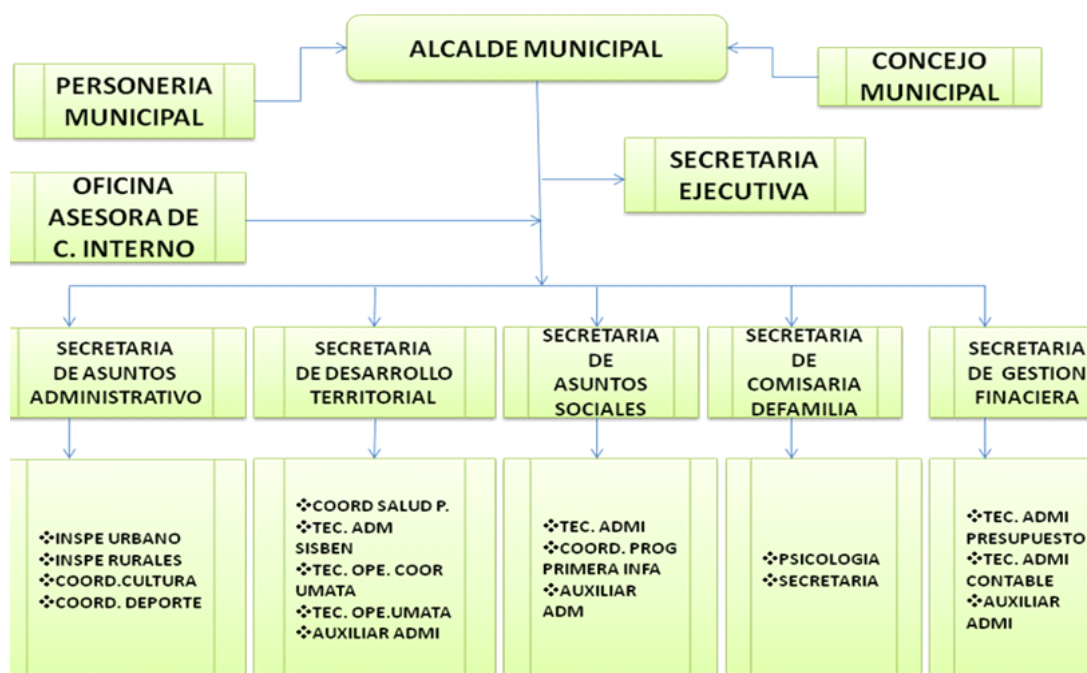 ALCALDE MUNICIPAL
PERSONERIA
MUNICIPAL
CONCEJO
MUNICIPAL
SECRETARIA
EJECUTIVA
OFICINA
ASESORA DE
C. INTERNO
SECRETARIA
DE ASUNTOS
ADMINISTRATIVO
SECRETARIA
DE DESARROLLO
TERRITORIAL
SECRETARIA
DE
ASUNTOS
SOCIALES
SECRETARIA
DE
COMISARIA
DEFAMILIA
SECRETARIA
DE GESTION
FINACIERA
❖INSPE URBANO
❖INSPE RURALES
❖COORD.CULTURA
❖COORD. DEPORTE
❖COORD SALUD P.
❖TEC. ADM
SISBEN
❖TEC. OPE. COOR
UMATA
❖TEC. OPE.UMATA
❖AUXILIAR ADMI
❖TEC. ADMI
❖COORD. PROG
PRIMERA INFA
❖AUXILIAR
ADM
❖PSICOLOGIA
❖SECRETARIA
❖TEC. ADMI
PRESUPUESTO
❖TEC. ADMI
CONTABLE
❖AUXILIAR
ADMI